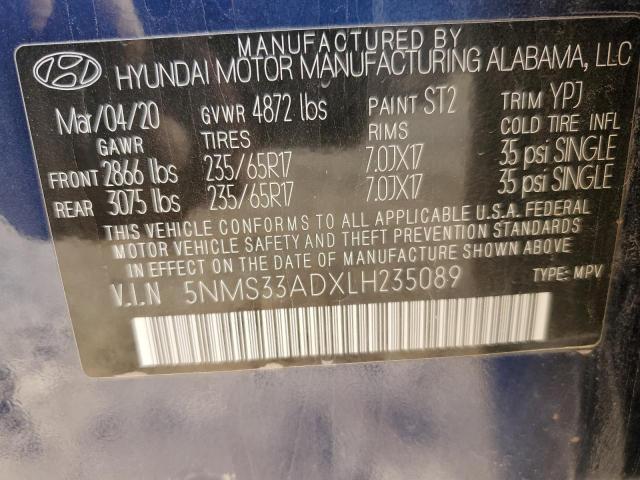 MANUFACTURED BY
HYUNDAI MOTOR MANUFACTURING ALABAMA, LLC
Mar/04/20 GVWR 4872 lbs PAINT ST2 TRIM YPJ
GAWR TIRES RIMS COLD TIRE INFL
FRONT 2866 lbs 235/65R17 7.0JX17 35 psi SINGLE
REAR 3075 lbs 235/65R17 7.0JX17 35 psi SINGLE
THIS VEHICLE CONFORMS TO ALL APPLICABLE U.S.A. FEDERAL
MOTOR VEHICLE SAFETY AND THEFT PREVENTION STANDARDS
IN EFFECT ON THE DATE OF MANUFACTURE SHOWN ABOVE.
V.I.N 5NMS33ADXLH235089 TYPE: MPV